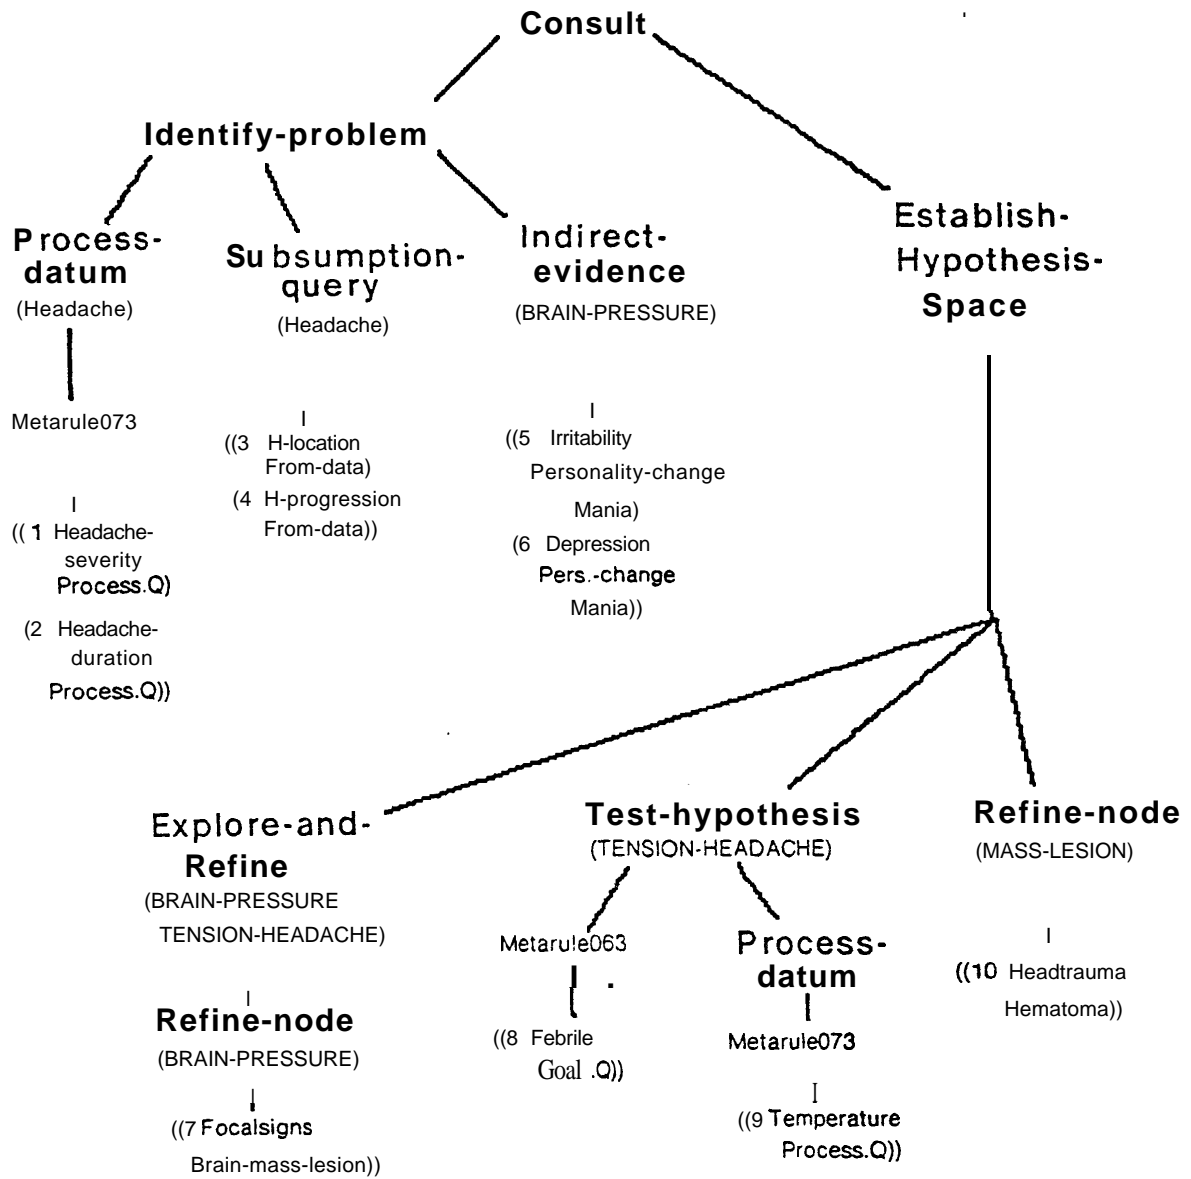 Consult
Identify-problem
Process-
datum
(Headache)
Metarule073
((1 Headache-
severity
Process.Q)
(2 Headache-
duration
Process.Q))
Subsumption-
query
(Headache)
((3 H-location
From-data)
(4 H-progression
From-data))
Indirect-
evidence
(BRAIN-PRESSURE)
((5 Irritability
Personality-change
Mania)
(6 Depression
Pers.-change
Mania))
Establish-
Hypothesis-
Space
Explore-and-
Refine
(BRAIN-PRESSURE
TENSION-HEADACHE)
Refine-node
(BRAIN-PRESSURE)
((7 Focalsigns
Brain-mass-lesion))
Test-hypothesis
(TENSION-HEADACHE)
Metarule063
((8 Febrile
Goal .Q))
Process-
datum
Metarule073
((9 Temperature
Process.Q))
Refine-node
(MASS-LESION)
((10 Headtrauma
Hematoma))